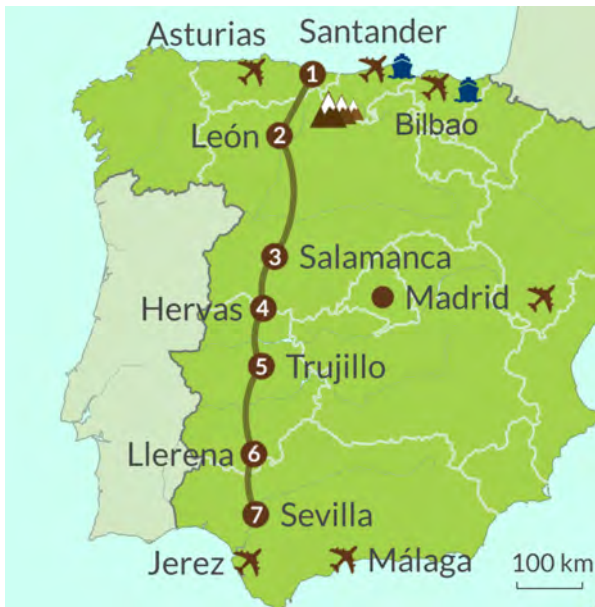 Asturias Santander
1
Bilbao
León 2
3 Salamanca
Hervas 4 Madrid
5 Trujillo
Llerena 6
7 Sevilla
Jerez Málaga
100 km